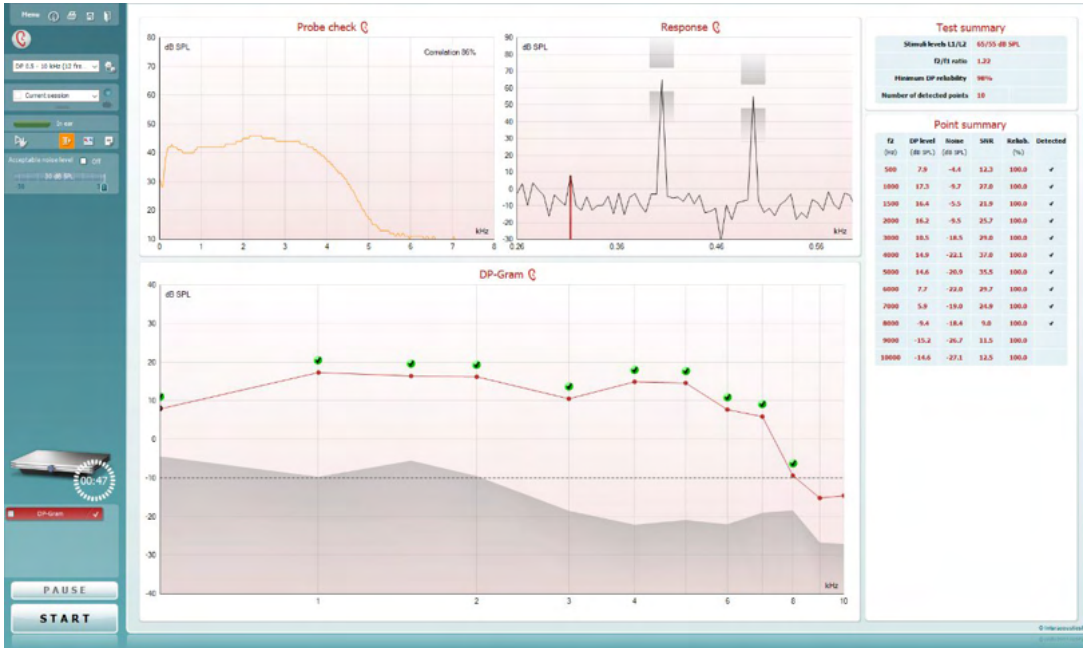 Menu
DP 0.5 - 10 kHz (12 fre...
Current session
In ear
Acceptable noise level Off
30 dB SPL
00:47
DP-Gram
PAUSE
START
Probe check
dB SPL
Correlation 86%
80
70
60
50
40
30
20
10
0 1 2 3 4 5 6 7 8
kHz
Response
dB SPL
90
80
70
60
50
40
30
20
10
0
-10
-20
-30
0.26 0.36 0.46 0.56
kHz
DP-Gram
dB SPL
40
30
20
10
0
-10
-20
-30
-40
1 2 3 4 6 8 10
kHz
Test summary
Stimuli levels L1/L2 65/55 dB SPL
f2/f1 ratio 1.22
Minimum DP reliability 98%
Number of detected points 10
Point summary
f2 DP level Noise SNR Reliab. Detected
(Hz) (dB SPL) (dB SPL) (%)
500 7.9 -4.4 12.3 100.0 ✔
1000 17.3 -9.7 27.0 100.0 ✔
1500 16.4 -5.5 21.9 100.0 ✔
2000 16.2 -9.5 25.7 100.0 ✔
3000 10.5 -18.5 29.0 100.0 ✔
4000 14.9 -22.1 37.0 100.0 ✔
5000 14.6 -20.9 35.5 100.0 ✔
6000 7.7 -22.0 29.7 100.0 ✔
7000 5.9 -19.0 24.9 100.0 ✔
8000 -9.4 -18.4 9.0 100.0 ✔
9000 -15.2 -26.7 11.5 100.0
10000 -14.6 -27.1 12.5 100.0